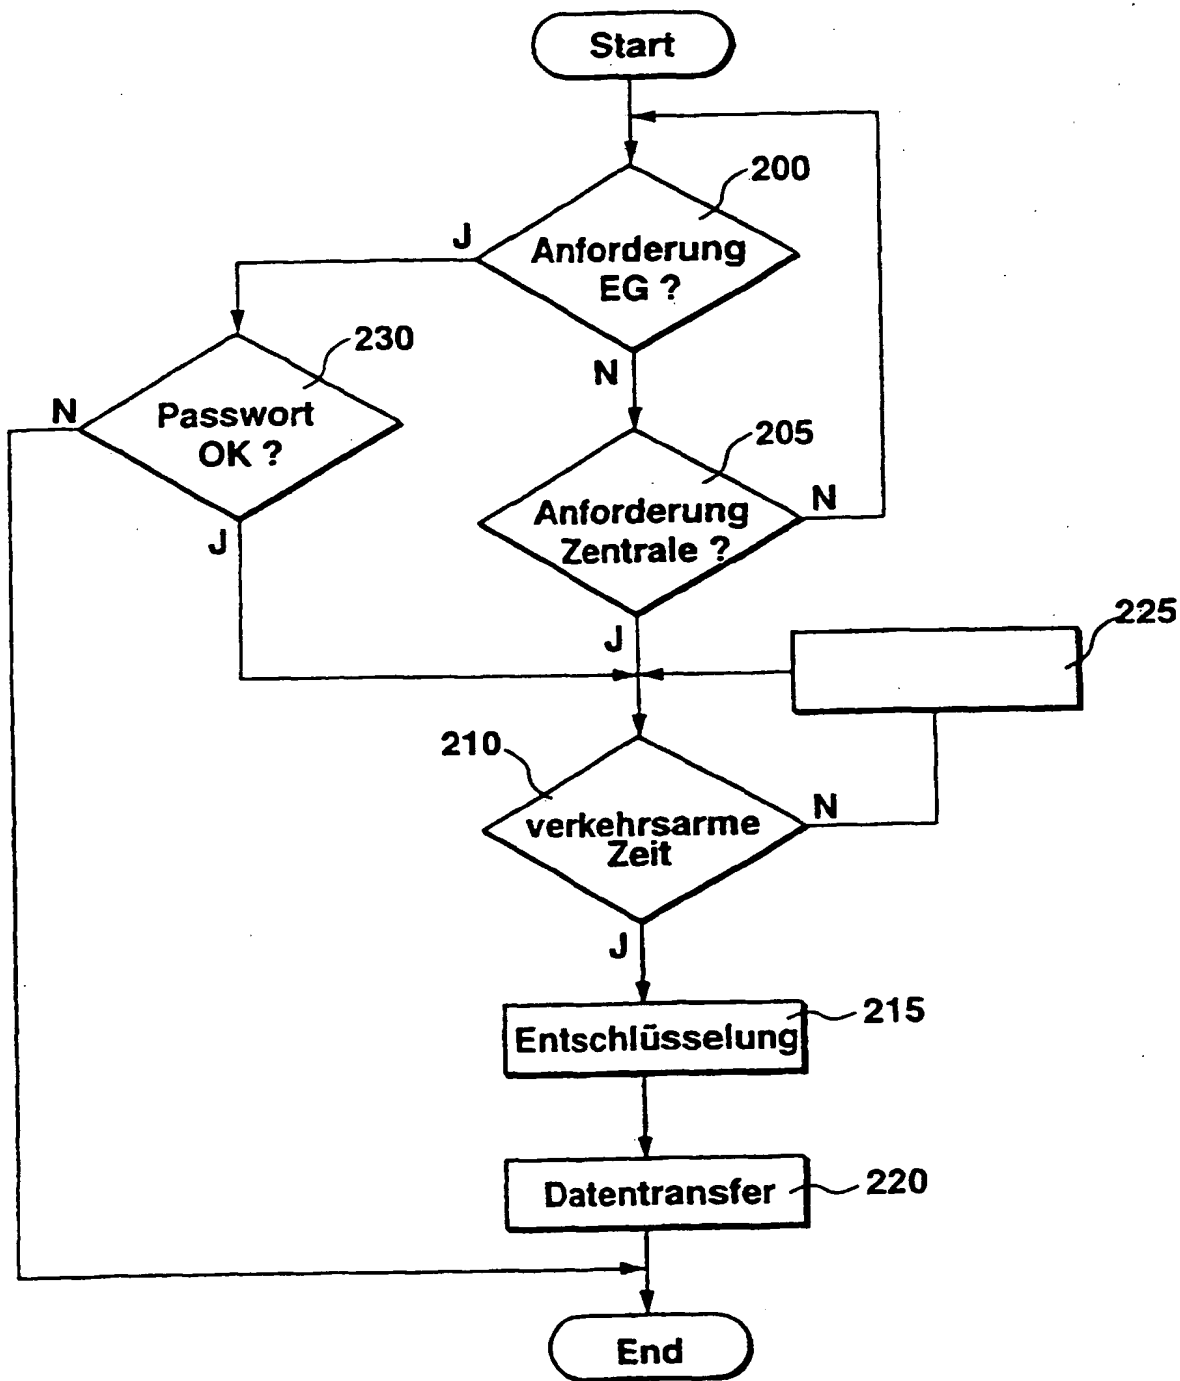 Start
200
J
Anforderung
EG ?
230
N
N
Passwort
OK ?
205
Anforderung
Zentrale ?
N
J
J
225
210
verkehrsarme
Zeit
N
J
Entschlüsselung
215
Datentransfer
220
End